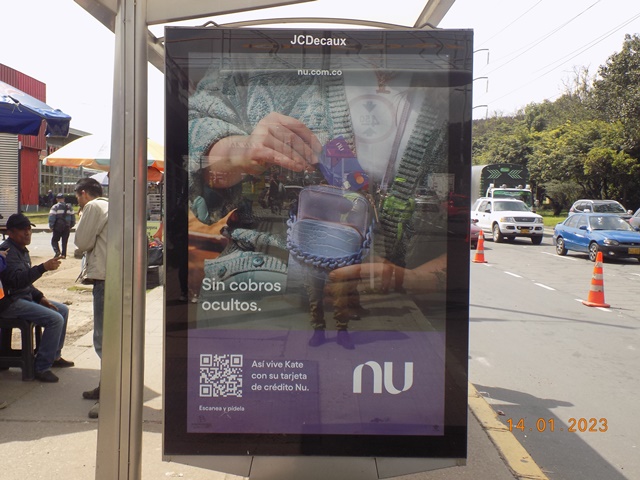 JCDecaux
nu.com.co
nu
Sin cobros
ocultos.
Así vive Kate
con su tarjeta
de crédito Nu.
nu
Escanea y pídela
14 01 2023